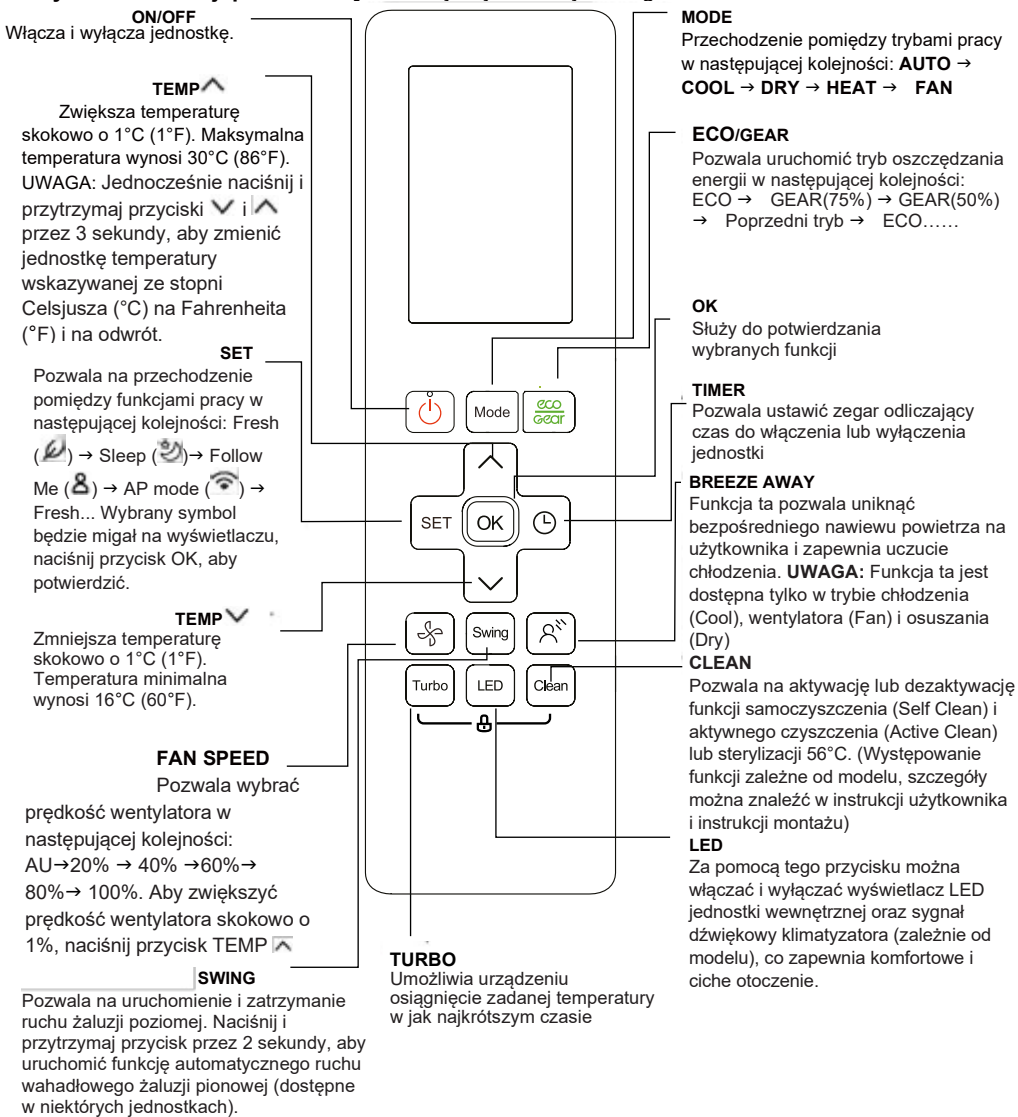 ON/OFF
Włącza i wyłącza jednostkę.
TEMP
Zwiększa temperaturę
skokowo o 1°C (1°F). Maksymalna
temperatura wynosi 30°C (86°F).
UWAGA: Jednocześnie naciśnij i
przytrzymaj przyciski i
przez 3 sekundy, aby zmienić
jednostkę temperatury
wskazywanej ze stopni
Celsjusza (°C) na Fahrenheita
(°F) i na odwrót.
SET
Pozwala na przechodzenie
pomiędzy funkcjami pracy w
następującej kolejności: Fresh
( ) → Sleep ( ) → Follow
Me ( ) → AP mode ( ) →
Fresh... Wybrany symbol
będzie migał na wyświetlaczu,
naciśnij przycisk OK, aby
potwierdzić.
TEMP
Zmniejsza temperaturę
skokowo o 1°C (1°F).
Temperatura minimalna
wynosi 16°C (60°F).
FAN SPEED
Pozwala wybrać
prędkość wentylatora w
następującej kolejności:
AU→20% → 40% →60%→
80%→ 100%. Aby zwiększyć
prędkość wentylatora skokowo o
1%, naciśnij przycisk TEMP
SWING
Pozwala na uruchomienie i zatrzymanie
ruchu żaluzji poziomej. Naciśnij i
przytrzymaj przycisk przez 2 sekundy, aby
uruchomić funkcję automatycznego ruchu
wahadłowego żaluzji pionowej (dostępne
w niektórych jednostkach).
Mode
eco
gear
SET
OK
Swing
Turbo
LED
Clean
TURBO
Umożliwia urządzeniu
osiągnięcie zadanej temperatury
w jak najkrótszym czasie
MODE
Przechodzenie pomiędzy trybami pracy
w następującej kolejności: AUTO →
COOL → DRY → HEAT → FAN
ECO/GEAR
Pozwala uruchomić tryb oszczędzania
energii w następującej kolejności:
ECO → GEAR(75%) → GEAR(50%)
→ Poprzedni tryb → ECO……
OK
Służy do potwierdzania
wybranych funkcji
TIMER
Pozwala ustawić zegar odliczający
czas do włączenia lub wyłączenia
jednostki
BREEZE AWAY
Funkcja ta pozwala uniknąć
bezpośredniego nawiewu powietrza na
użytkownika i zapewnia uczucie
chłodzenia. UWAGA: Funkcja ta jest
dostępna tylko w trybie chłodzenia
(Cool), wentylatora (Fan) i osuszania
(Dry)
CLEAN
Pozwala na aktywację lub dezaktywację
funkcji samoczyszczenia (Self Clean) i
aktywnego czyszczenia (Active Clean)
lub sterylizacji 56°C. (Występowanie
funkcji zależne od modelu, szczegóły
można znaleźć w instrukcji użytkownika
i instrukcji montażu)
LED
Za pomocą tego przycisku można
włączać i wyłączać wyświetlacz LED
jednostki wewnętrznej oraz sygnał
dźwiękowy klimatyzatora (zależnie od
modelu), co zapewnia komfortowe i
ciche otoczenie.